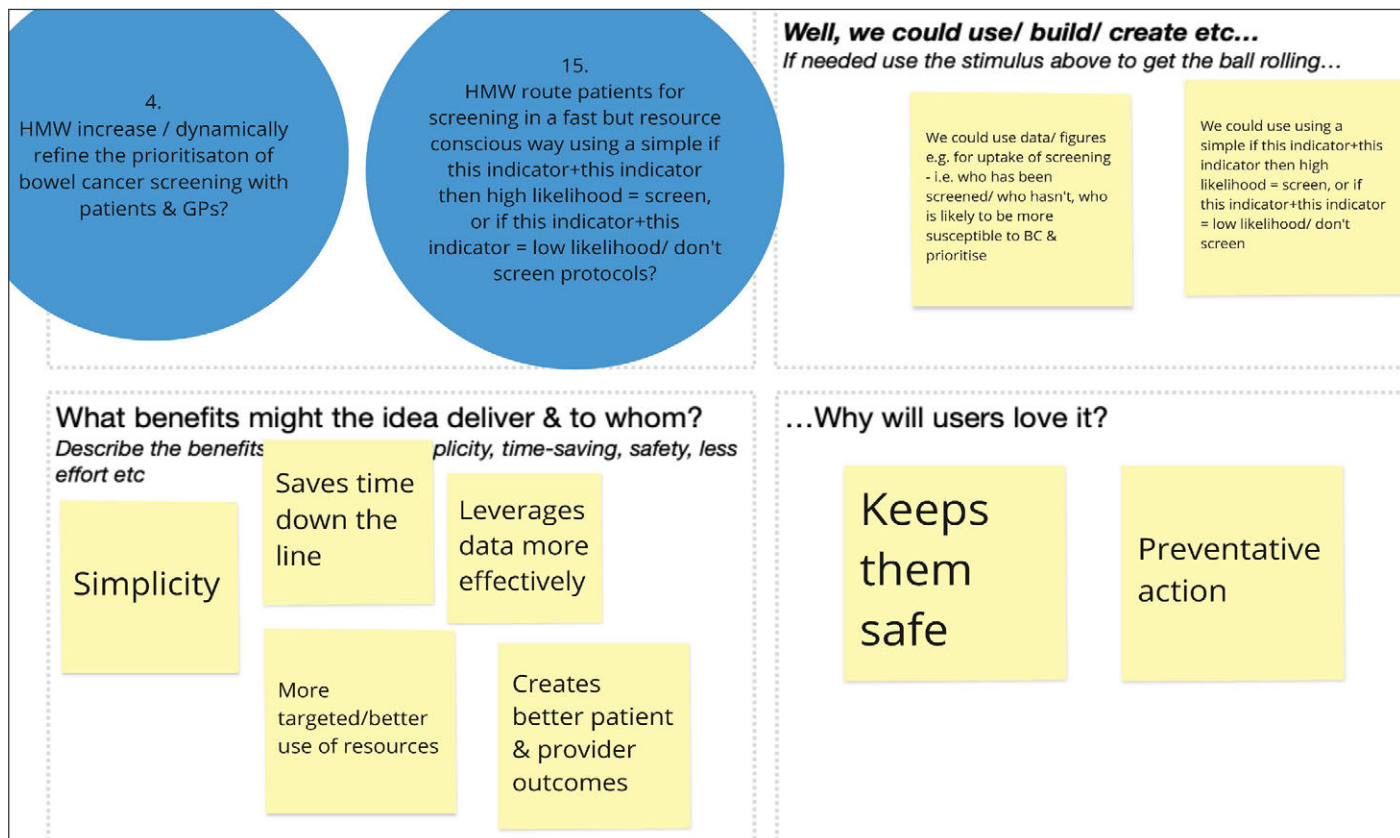 4.
HMW increase / dynamically
refine the prioritisaton of
bowel cancer screening with
patients & GPs?
15.
HMW route patients for
screening in a fast but resource
conscious way using a simple if
this indicator+this indicator
then high likelihood = screen,
or if this indicator+this
indicator = low likelihood/ don't
screen protocols?
Well, we could use/ build/ create etc...
If needed use the stimulus above to get the ball rolling...
We could use data/ figures
e.g. for uptake of screening
- i.e. who has been
screened/ who hasn't, who
is likely to be more
susceptible to BC &
prioritise
We could use using a
simple if this indicator+this
indicator then high
likelihood = screen, or if
this indicator+this indicator
= low likelihood/ don't
screen
What benefits might the idea deliver & to whom?
Describe the benefits plicity, time-saving, safety, less
effort etc
Simplicity
Saves time
down the
line
Leverages
data more
effectively
More
targeted/better
use of resources
Creates
better patient
& provider
outcomes
...Why will users love it?
Keeps
them
safe
Preventative
action